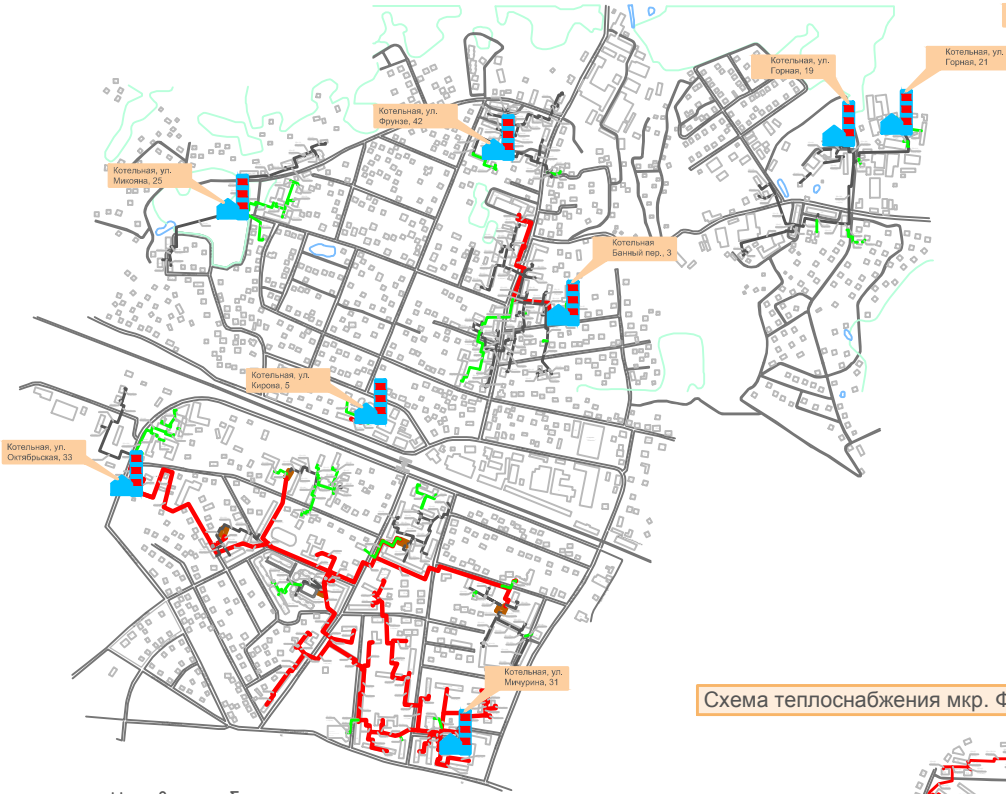 Котельная, ул.
Горная, 21
Котельная, ул.
Горная, 19
Котельная, ул.
Фрунзе, 42
Котельная, ул.
Микояна, 25
Котельная
Банный пер., 3
Котельная, ул.
Кирова, 5
Котельная, ул.
Октябрьская, 33
Котельная, ул.
Мичурина, 31
Схема теплоснабжения мкр. Ф